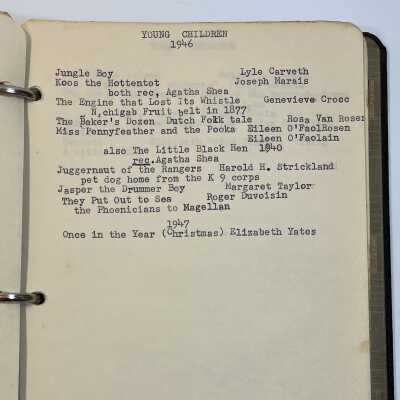 YOUNG CHILDREN
1946
Jungle Boy Lyle Carveth
Koos the Hottentot Joseph Marais
both rec, Agatha Shea
The Engine that Lost Its Whistle Genevieve Crocc
N,chigab Fruit belt in 1877
The Baker's Dozen Dutch Folk tale Rosa Van Rosen
Miss Pennyfeather and the Pooka Eileen O'FaolRosen
Eileen O'Faolain
also The Little Black Hen 1940
rec.Agatha Shea
Juggernaut of the Rangers Harold H. Strickland
pet dog home from the K 9 corps
Jasper the Drummer Boy Margaret Taylor
They Put Out to Sea Roger Duvoisin
the Phoenicians to Magellan
1947
Once in the Year (Christmas) Elizabeth Yates